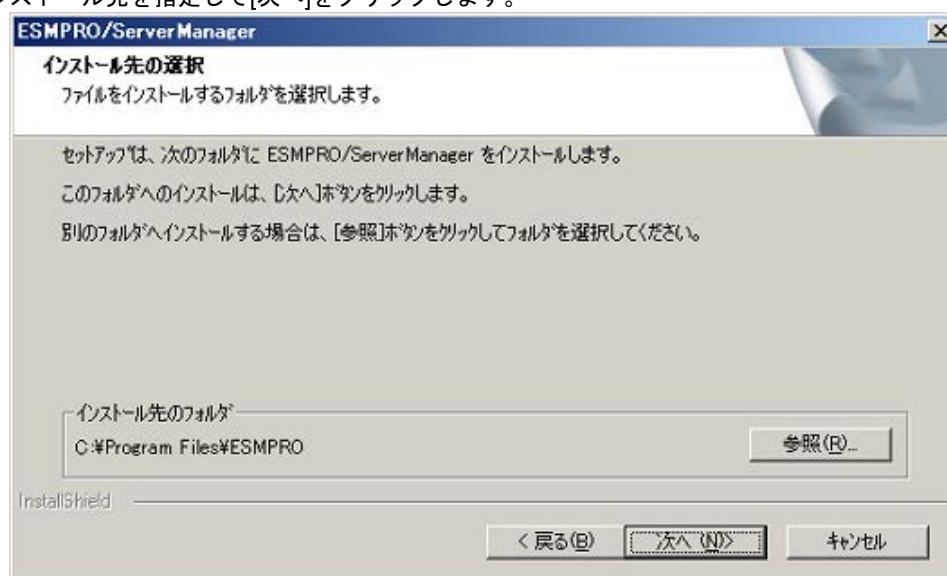 ストール先を指定して[次へ]をクリックします。
ESMPRO/ServerManager
インストール先の選択
ファイルをインストールするフォルダを選択します。
セットアップは、次のフォルダに ESMPRO/ServerManager をインストールします。
このフォルダへのインストールは、[次へ]ボタンをクリックします。
別のフォルダへインストールする場合は、[参照]ボタンをクリックしてフォルダを選択してください。
インストール先のフォルダ
C:¥Program Files¥ESMPRO
参照(R)...
InstallShield
< 戻る(B)
次へ (N)>
キャンセル